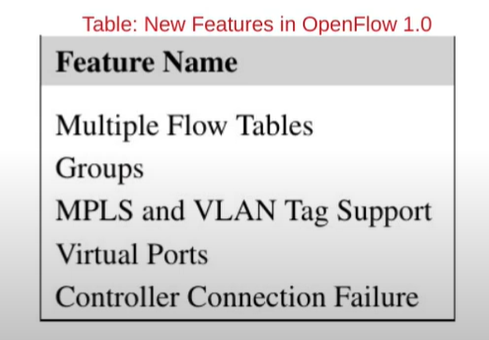 Table: New Features in OpenFlow 1.0
Feature Name
Multiple Flow Tables
Groups
MPLS and VLAN Tag Support
Virtual Ports
Controller Connection Failure